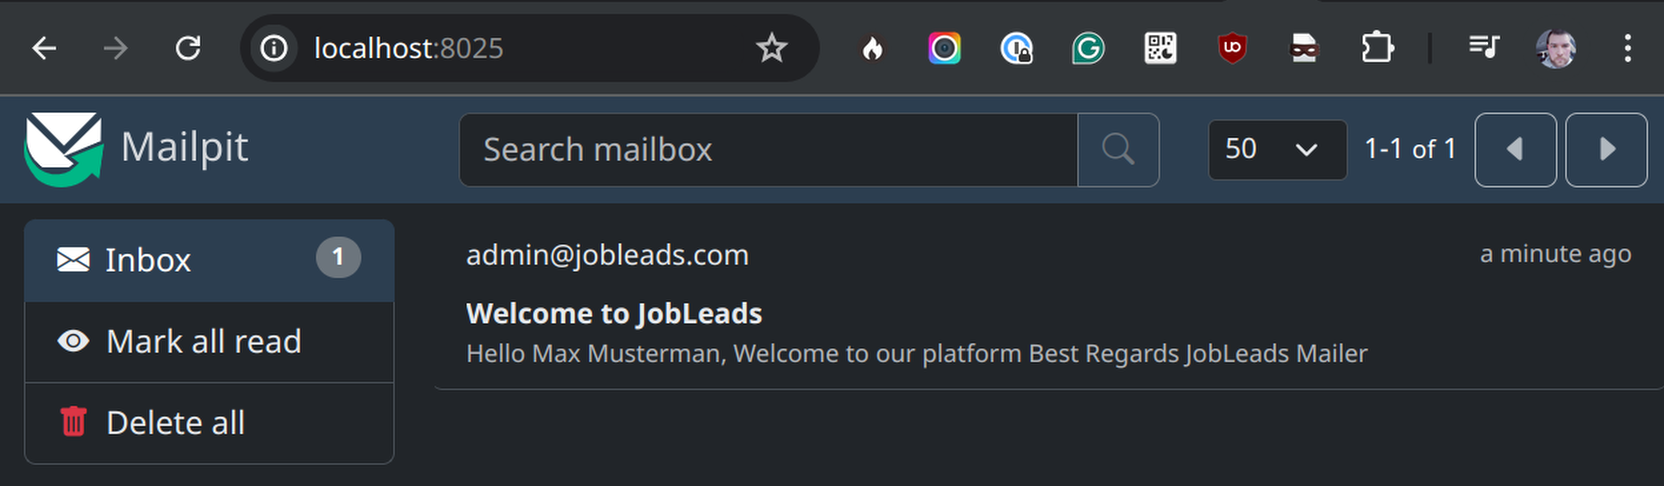 localhost:8025
Mailpit
Search mailbox
50
1-1 of 1
Inbox
1
admin@jobleads.com
a minute ago
Welcome to JobLeads
Hello Max Musterman, Welcome to our platform Best Regards JobLeads Mailer
Mark all read
Delete all